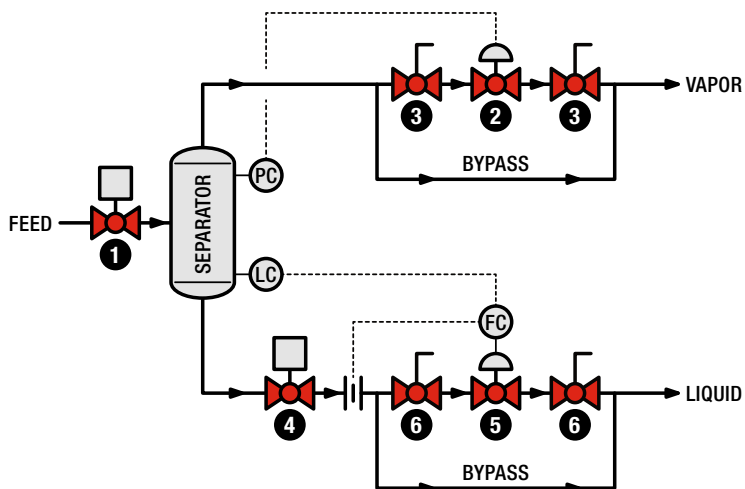 3
2
3
VAPOR
BYPASS
PC
FEED
1
SEPARATOR
LC
FC
4
6
5
6
LIQUID
BYPASS